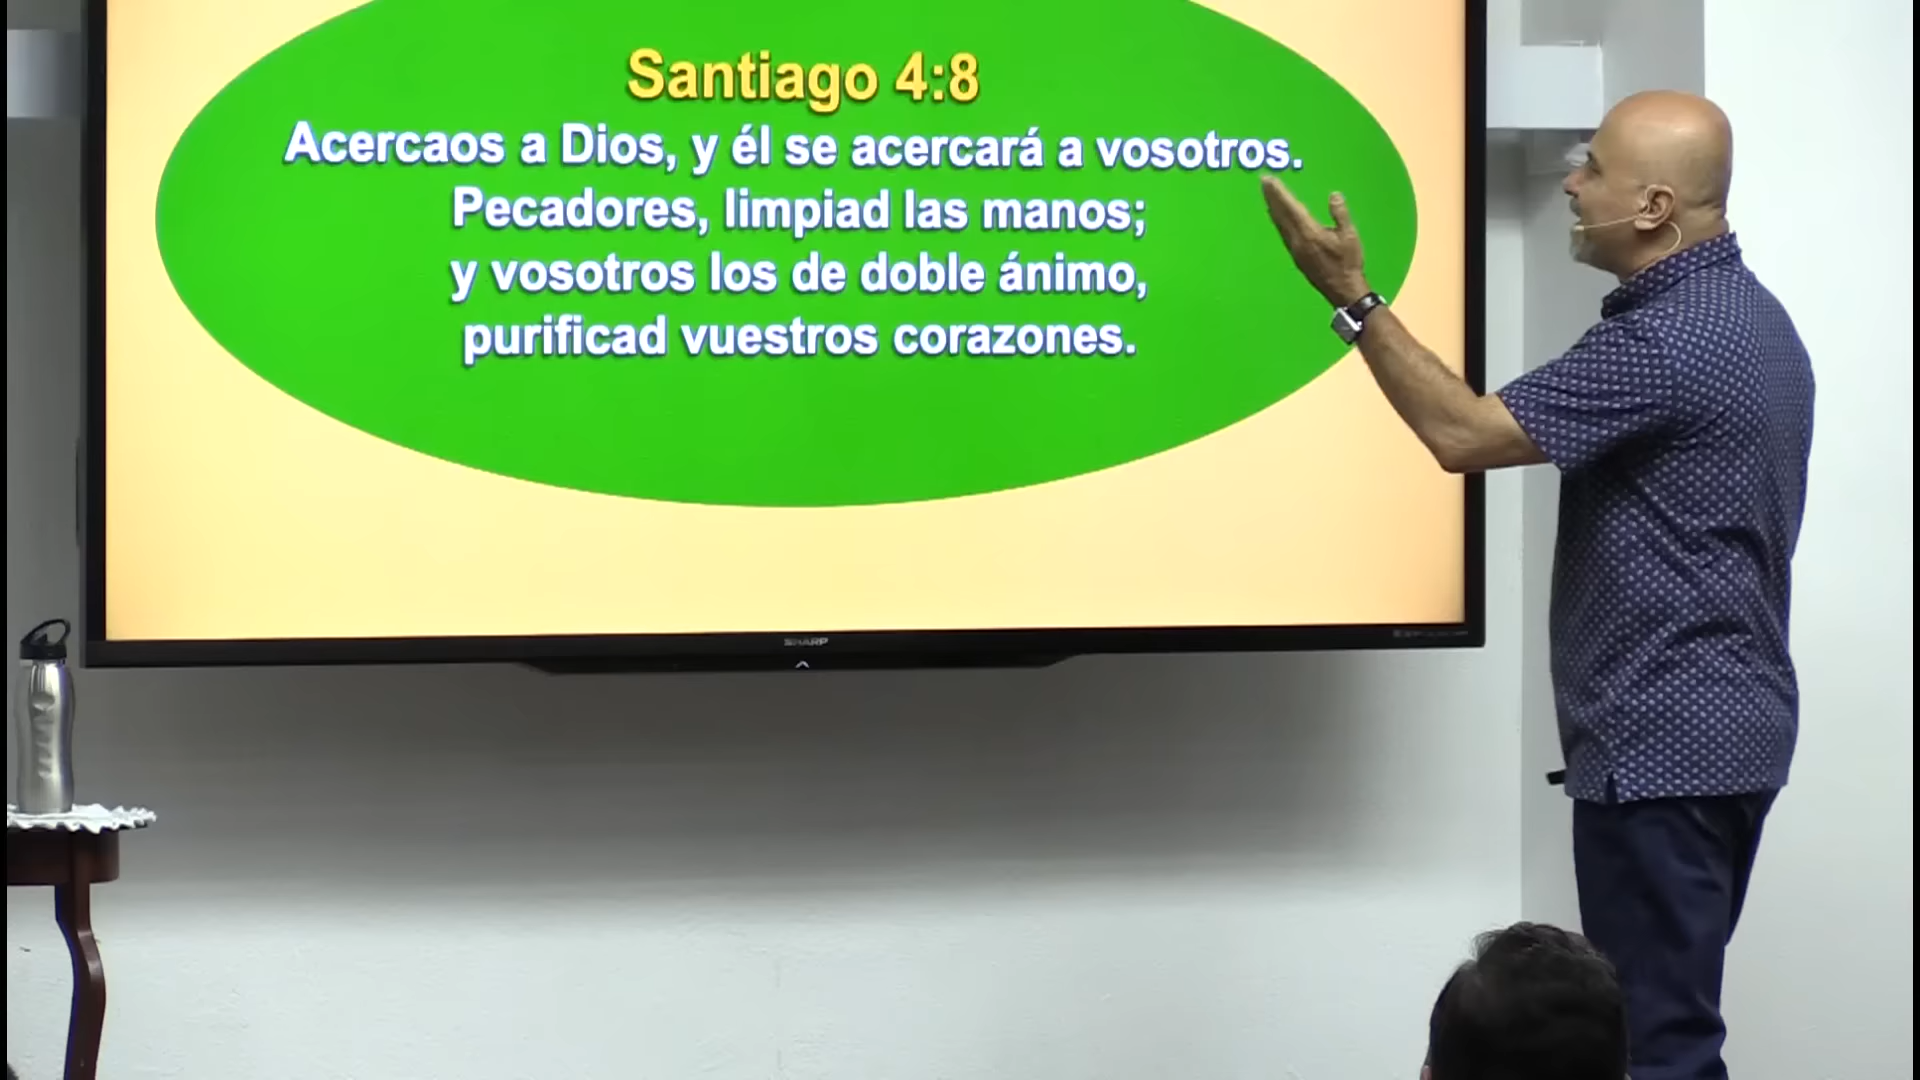 Santiago 4:8
Acercaos a Dios, y él se acercará a vosotros.
Pecadores, limpiad las manos;
y vosotros los de doble ánimo,
purificad vuestros corazones.
SHARP